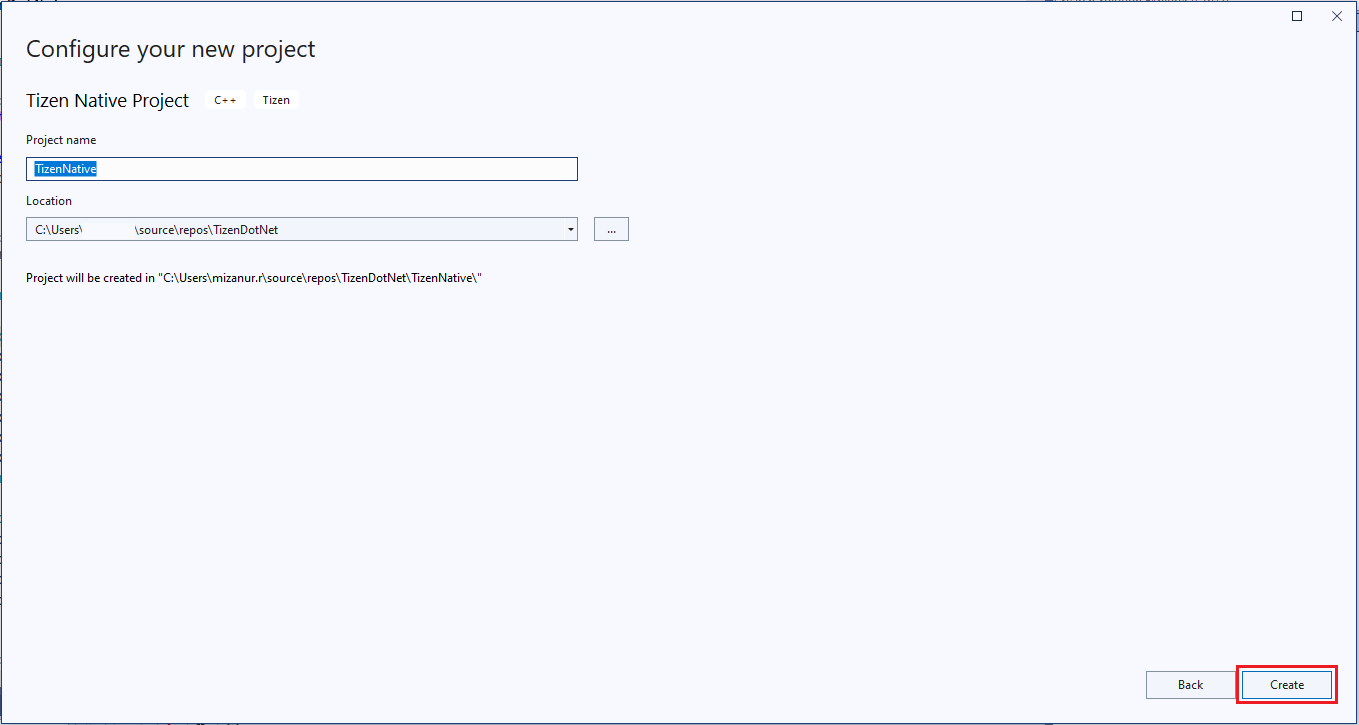 Configure your new project
Tizen Native Project C++ Tizen
Project name
TizenNative
Location
C:\Users\ \source\repos\TizenDotNet ...
Project will be created in "C:\Users\mizanur.r\source\repos\TizenDotNet\TizenNative\"
Back Create